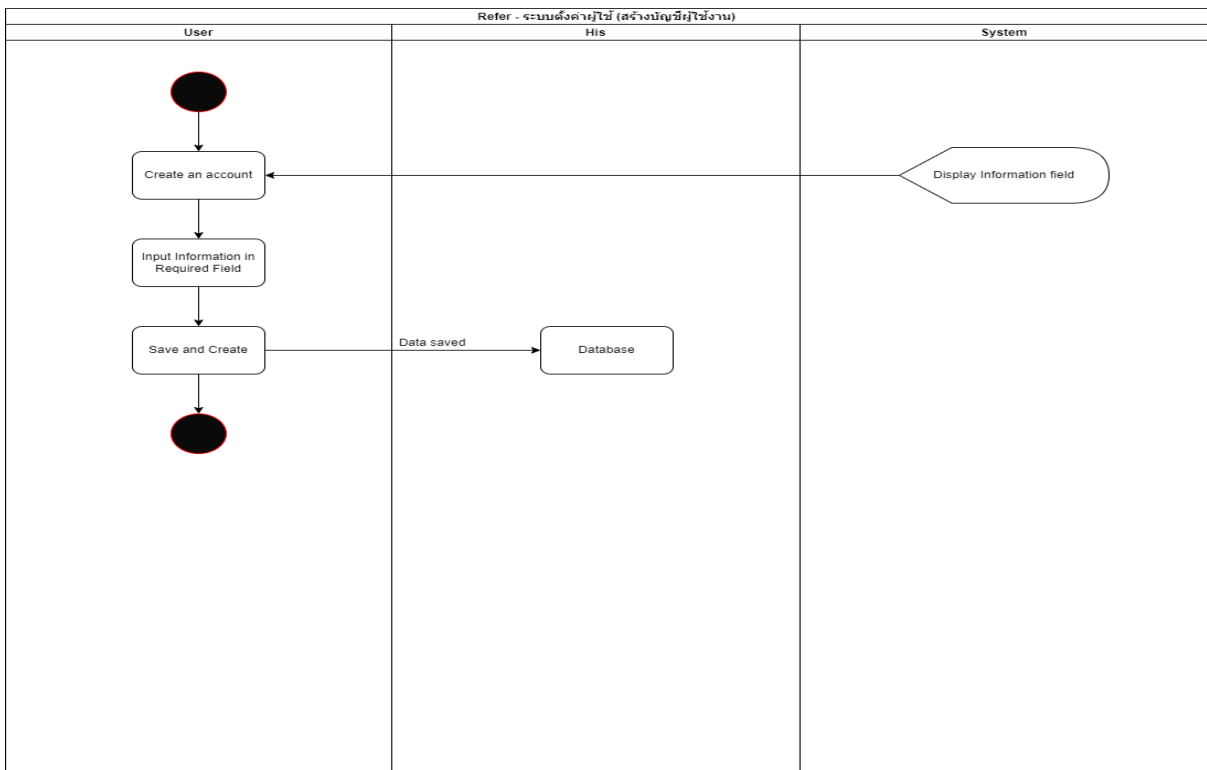 Refer - ระบบตั้งค่าผู้ใช้ (สร้างบัญชีผู้ใช้งาน)
User
His
System
Create an account
Display Information field
Input Information in
Required Field
Save and Create
Data saved
Database